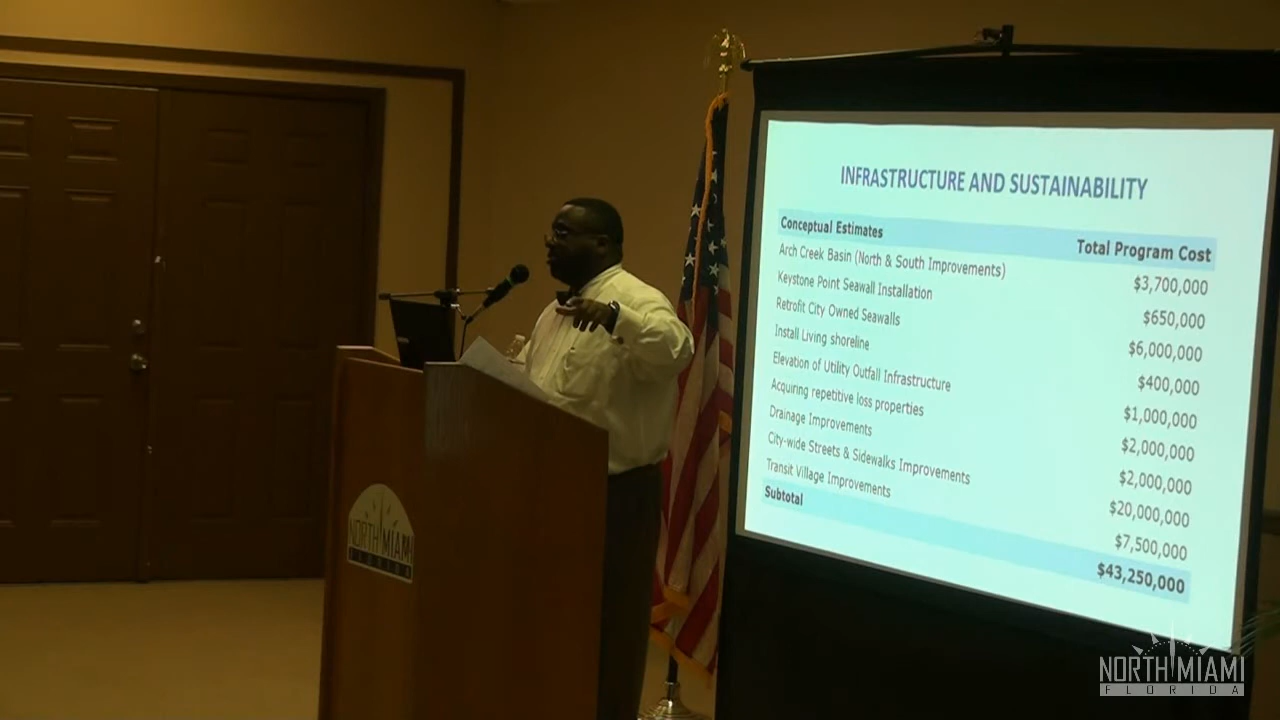 INFRASTRUCTURE AND SUSTAINABILITY
Conceptual Estimates Total Program Cost
Arch Creek Basin (North & South Improvements) $3,700,000
Keystone Point Seawall Installation $650,000
Retrofit City Owned Seawalls $6,000,000
Install Living shoreline $400,000
Elevation of Utility Outfall Infrastructure $1,000,000
Acquiring repetitive loss properties $2,000,000
Drainage Improvements $2,000,000
City-wide Streets & Sidewalks Improvements $20,000,000
Transit Village Improvements $7,500,000
Subtotal $43,250,000
NORTH MIAMI
FLORIDA
NORTH MIAMI
FLORIDA